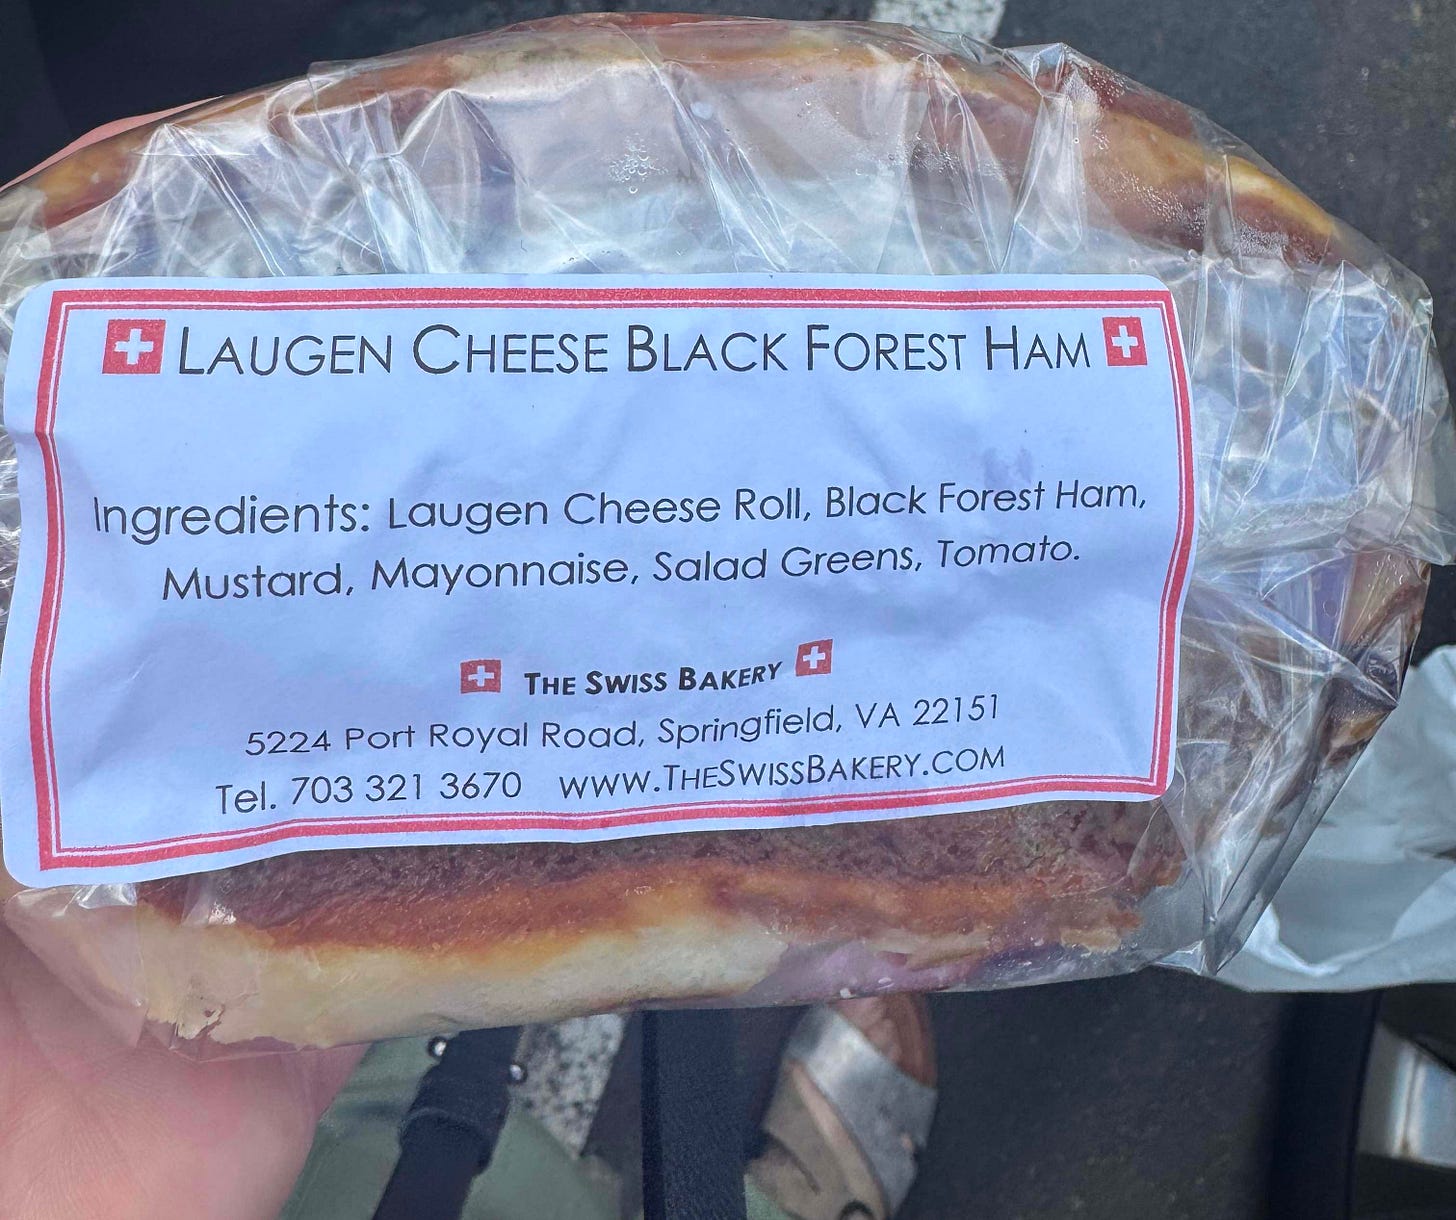 LAUGEN CHEESE BLACK FOREST HAM
Ingredients: Laugen Cheese Roll, Black Forest Ham,
Mustard, Mayonnaise, Salad Greens, Tomato.
THE SWISS BAKERY
5224 Port Royal Road, Springfield, VA 22151
Tel. 703 321 3670 WWW.THESWISSBAKERY.COM